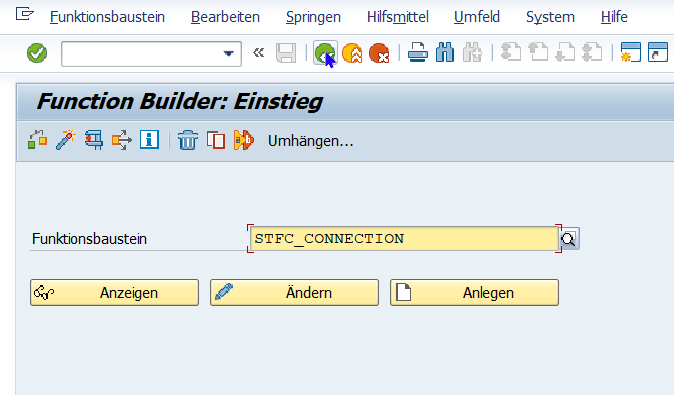 Funktionsbaustein Bearbeiten Springen Hilfsmittel Umfeld System Hilfe
Function Builder: Einstieg
Umhängen...
Funktionsbaustein STFC_CONNECTION
Anzeigen Ändern Anlegen